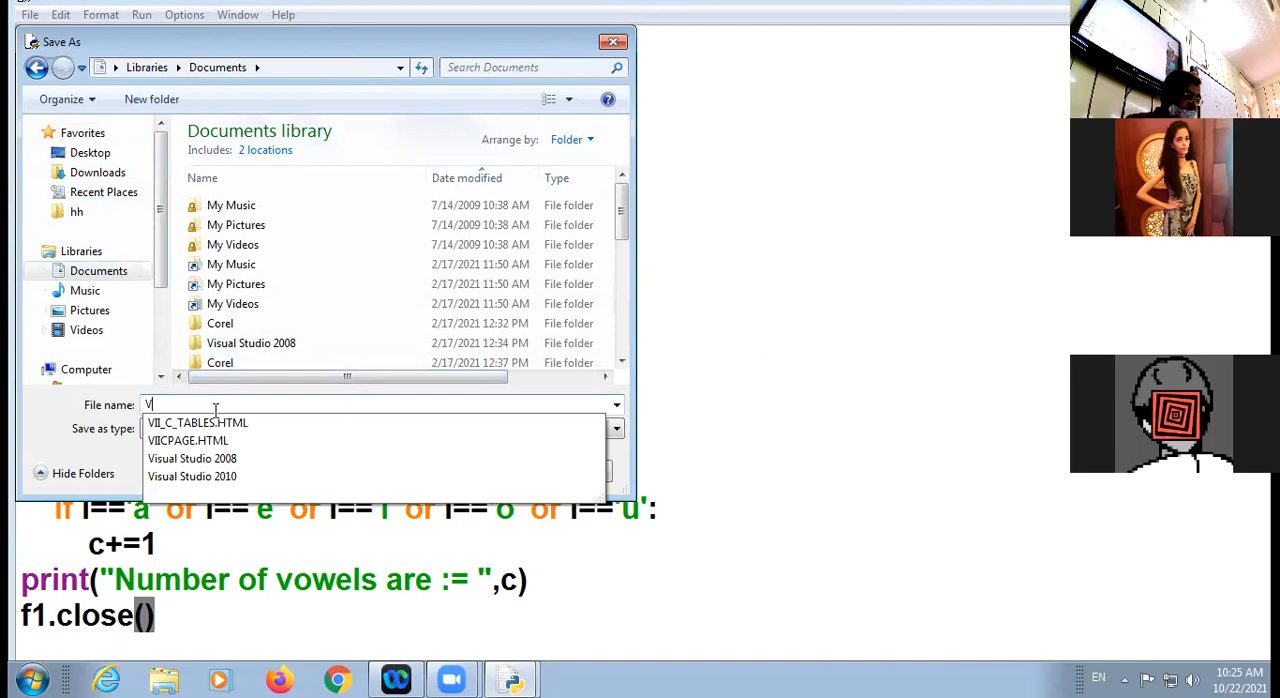 File Edit Format Run Options Window Help
Save As
Libraries Documents
Search Documents
Organize New folder
Favorites
Desktop
Downloads
Recent Places
hh
Libraries
Documents
Music
Pictures
Videos
Computer
Documents library
Includes: 2 locations
Arrange by: Folder
Name Date modified Type
My Music 7/14/2009 10:38 AM File folder
My Pictures 7/14/2009 10:38 AM File folder
My Videos 7/14/2009 10:38 AM File folder
My Music 2/17/2021 11:50 AM File folder
My Pictures 2/17/2021 11:50 AM File folder
My Videos 2/17/2021 11:50 AM File folder
Corel 2/17/2021 12:32 PM File folder
Visual Studio 2008 2/17/2021 12:34 PM File folder
Corel 2/17/2021 12:37 PM File folder
File name: V
VII_C_TABLES.HTML
Save as type:
VIICPAGE.HTML
Visual Studio 2008
Visual Studio 2010
Hide Folders
if i=='a' or i=='e' or i=='i' or i=='o' or i=='u':
c+=1
print("Number of vowels are := ",c)
f1.close()
EN
10:25 AM
10/22/2021